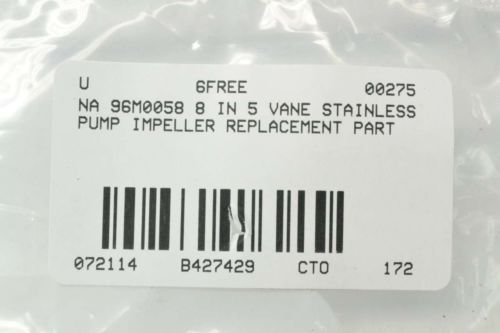 U 6FREE 00275
NA 96M0058 8 IN 5 VANE STAINLESS
PUMP IMPELLER REPLACEMENT PART
072114 B427429 CTO 172